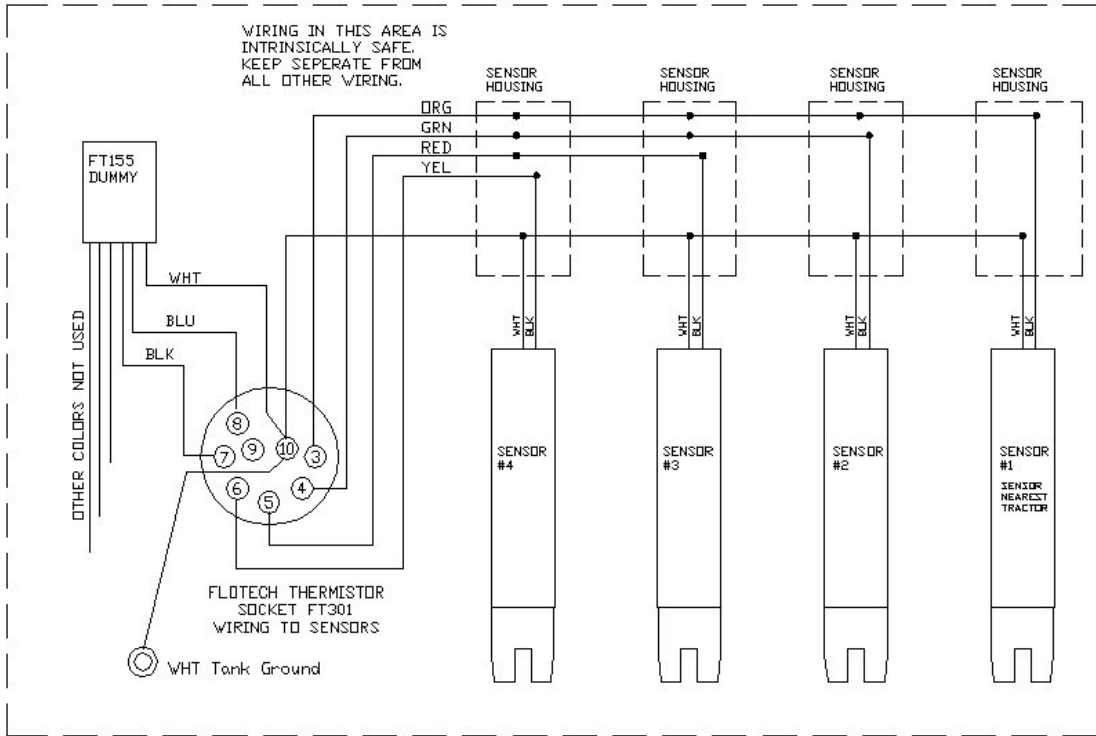 WIRING IN THIS AREA IS
INTRINSICALLY SAFE.
KEEP SEPERATE FROM
ALL OTHER WIRING.
SENSOR
HOUSING
SENSOR
HOUSING
SENSOR
HOUSING
SENSOR
HOUSING
ORG
GRN
RED
YEL
FT155
DUMMY
WHT
BLU
BLK
OTHER COLORS NOT USED
WHT
BLK
WHT
BLK
WHT
BLK
WHT
BLK
8
9
10
3
7
6
5
4
SENSOR
#4
SENSOR
#3
SENSOR
#2
SENSOR
#1
SENSOR
NEAREST
TRACTOR
FLOTECH THERMISTOR
SOCKET FT301
WIRING TO SENSORS
WHT Tank Ground